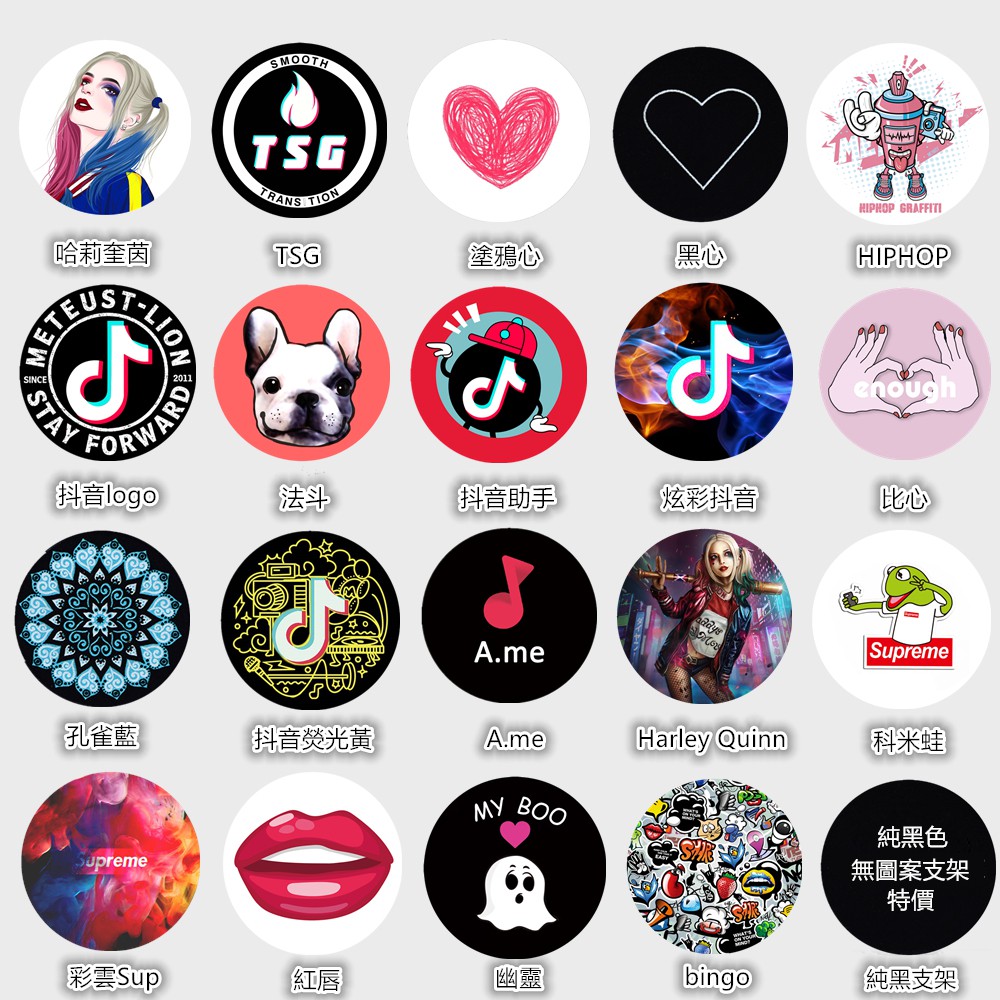 SMOOTH
TSG
TRANSITION
HIPHOP GRAFFITI
哈莉奎茵
TSG
塗鴉心
黑心
HIPHOP
METEUST-LION
SINCE
2011
STAY FORWARD
enough
抖音logo
法斗
抖音助手
炫彩抖音
比心
A.me
Supreme
孔雀藍
抖音熒光黃
A.me
Harley Quinn
科米蛙
Supreme
MY BOO
純黑色
無圖案支架
特價
彩雲Sup
紅唇
幽靈
bingo
純黑支架